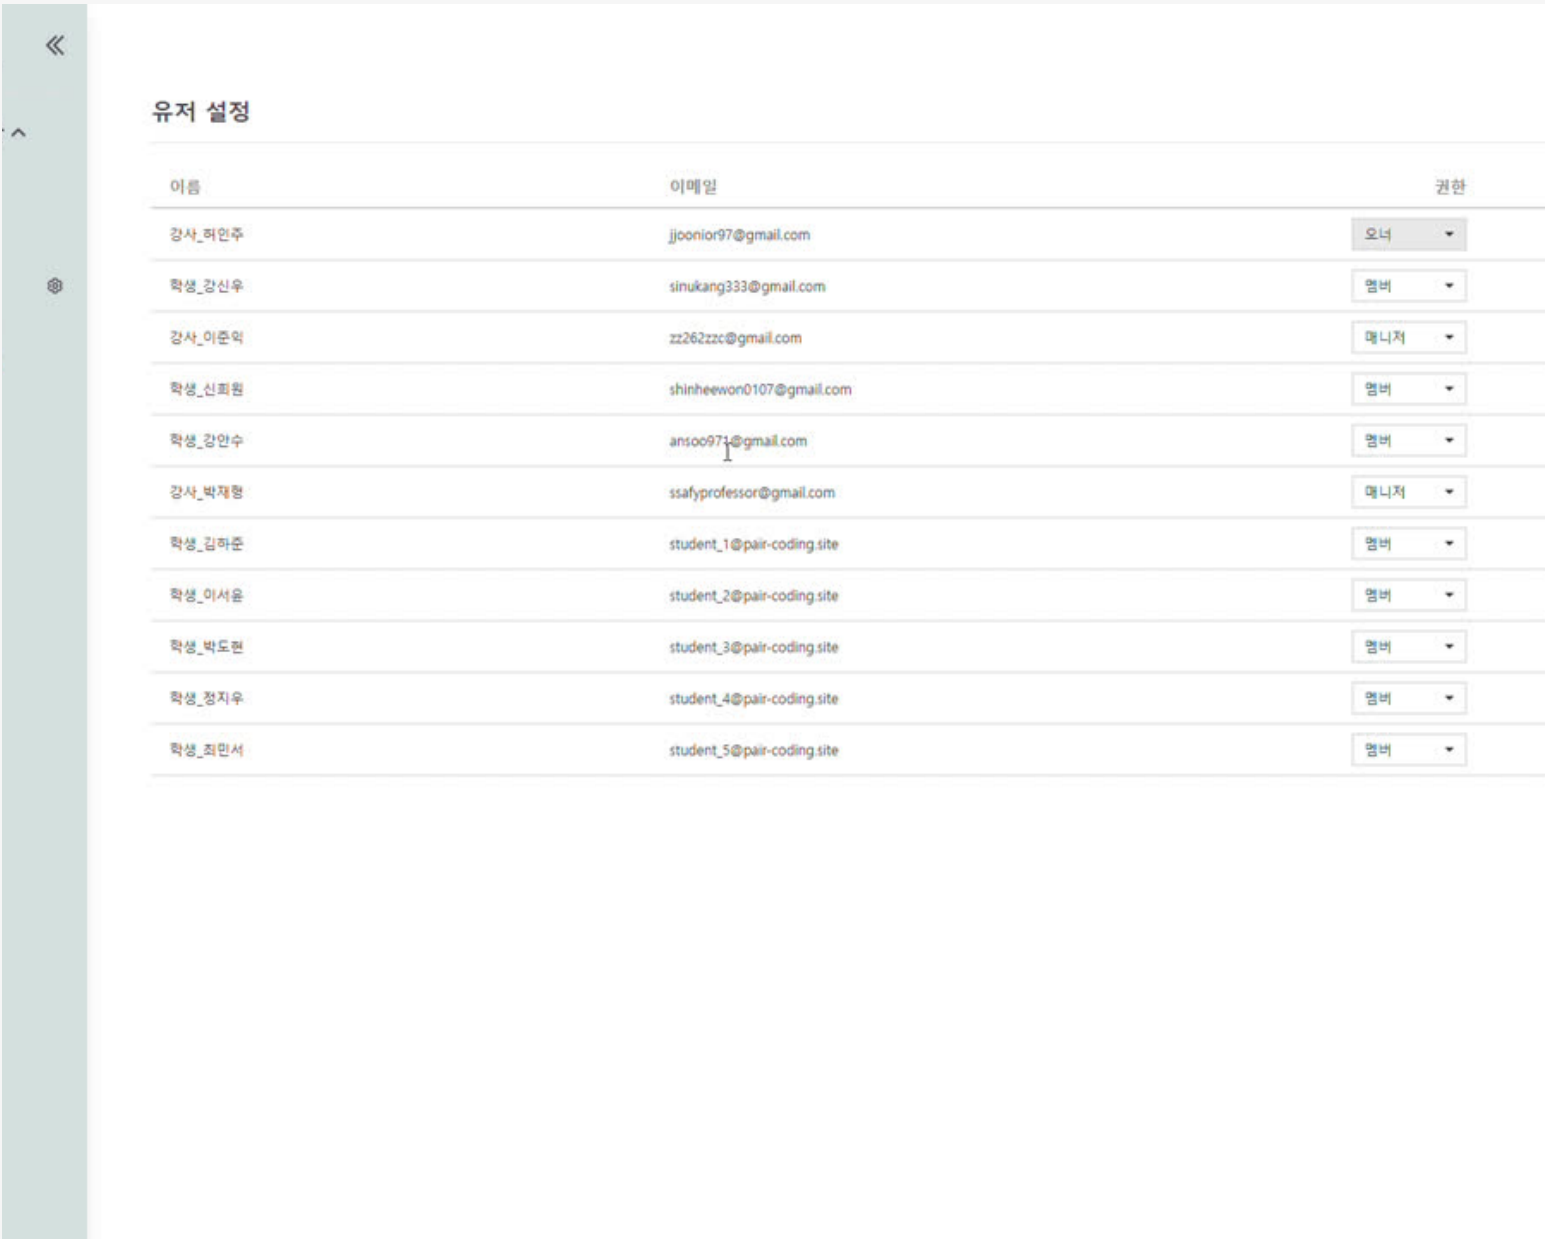 유저 설정
이름 이메일 권한
강사_허인주 jjoonior97@gmail.com 오너
학생_강신우 sinukang333@gmail.com 멤버
강사_이준익 zz262zzc@gmail.com 매니저
학생_신희원 shinheewon0107@gmail.com 멤버
학생_강안수 ansoo971@gmail.com 멤버
강사_박재형 ssafyprofessor@gmail.com 매니저
학생_김하준 student_1@pair-coding.site 멤버
학생_이서윤 student_2@pair-coding.site 멤버
학생_박도현 student_3@pair-coding.site 멤버
학생_정지우 student_4@pair-coding.site 멤버
학생_최민서 student_5@pair-coding.site 멤버